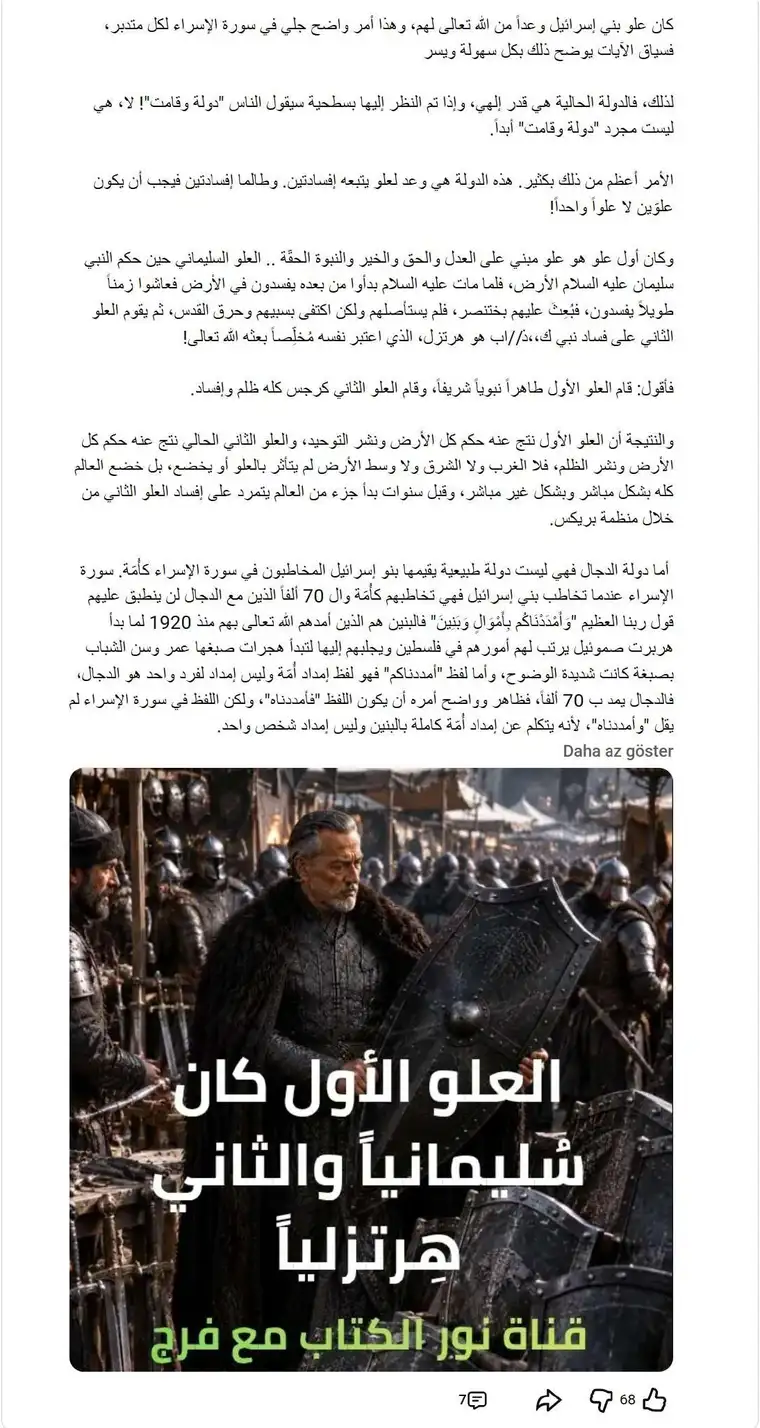 كان علو بني إسرائيل وعداً من الله تعالى لهم، وهذا أمر واضح جلي في سورة الإسراء لكل متدبر،
فسياق الآيات يوضح ذلك بكل سهولة ويسر
لذلك، فالدولة الحالية هي قدر إلهي، وإذا تم النظر إليها بسطحية سيقول الناس "دولة وقامت"! لا، هي
ليست مجرد "دولة وقامت" أبداً.
الأمر أعظم من ذلك بكثير. هذه الدولة هي وعد لعلو يتبعه إفسادتين. وطالما إفسادتين فيجب أن يكون
علوّين لا علواً واحداً!
وكان أول علو هو علو مبني على العدل والحق والخير والنبوة الحقّة .. العلو السليماني حين حكم النبي
سليمان عليه السلام الأرض، فلما مات عليه السلام بدأوا من بعده يفسدون في الأرض فعاشوا زمناً
طويلاً يفسدون، فبُعِثَ عليهم بختنصر، فلم يستأصلهم ولكن اكتفى بسبيهم وحرق القدس، ثم يقوم العلو
الثاني على فساد نبي ك،،ذ//اب هو هرتزل، الذي اعتبر نفسه مُخلِّصاً بعثه الله تعالى!
فأقول: قام العلو الأول طاهراً نبوياً شريفاً، وقام العلو الثاني كرجس كله ظلم وإفساد.
والنتيجة أن العلو الأول نتج عنه حكم كل الأرض ونشر التوحيد، والعلو الثاني الحالي نتج عنه حكم كل
الأرض ونشر الظلم، فلا الغرب ولا الشرق ولا وسط الأرض لم يتأثر بالعلو أو يخضع، بل خضع العالم
كله بشكل مباشر وبشكل غير مباشر، وقبل سنوات بدأ جزء من العالم يتمرد على إفساد العلو الثاني من
خلال منظمة بريكس.
أما دولة الدجال فهي ليست دولة طبيعية يقيمها بنو إسرائيل المخاطبون في سورة الإسراء كأمّة. سورة
الإسراء عندما تخاطب بني إسرائيل فهي تخاطبهم كأُمّة وال 70 ألفاً الذين مع الدجال لن ينطبق عليهم
قول ربنا العظيم "وَأَمْدَدْنَاكُم بِأَمْوَالٍ وَبَنِينَ" فالبنين هم الذين أمدهم الله تعالى بهم منذ 1920 لما بدأ
هربرت صموئيل يرتب لهم أمورهم في فلسطين ويجلبهم إليها لتبدأ هجرات صبغها عمر وسن الشباب
بصبغة كانت شديدة الوضوح، وأما لفظ "أمددناكم" فهو لفظ إمداد أُمّة وليس إمداد لفرد واحد هو الدجال،
فالدجال يمد ب 70 ألفاً، فظاهر وواضح أمره أن يكون اللفظ "فأمددناه"، ولكن اللفظ في سورة الإسراء لم
يقل "وأمددناه"، لأنه يتكلم عن إمداد أُمّة كاملة بالبنين وليس إمداد شخص واحد.
Daha az göster
العلو الأول كان
سُليمانياً والثاني
هِرتزلياً
قناة نور الكتاب مع فرج
68 7